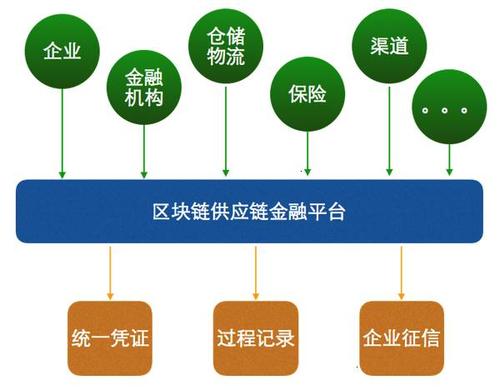 企业
金融
机构
仓储
物流
保险
渠道
。。。
区块链供应链金融平台
统一凭证
过程记录
企业征信